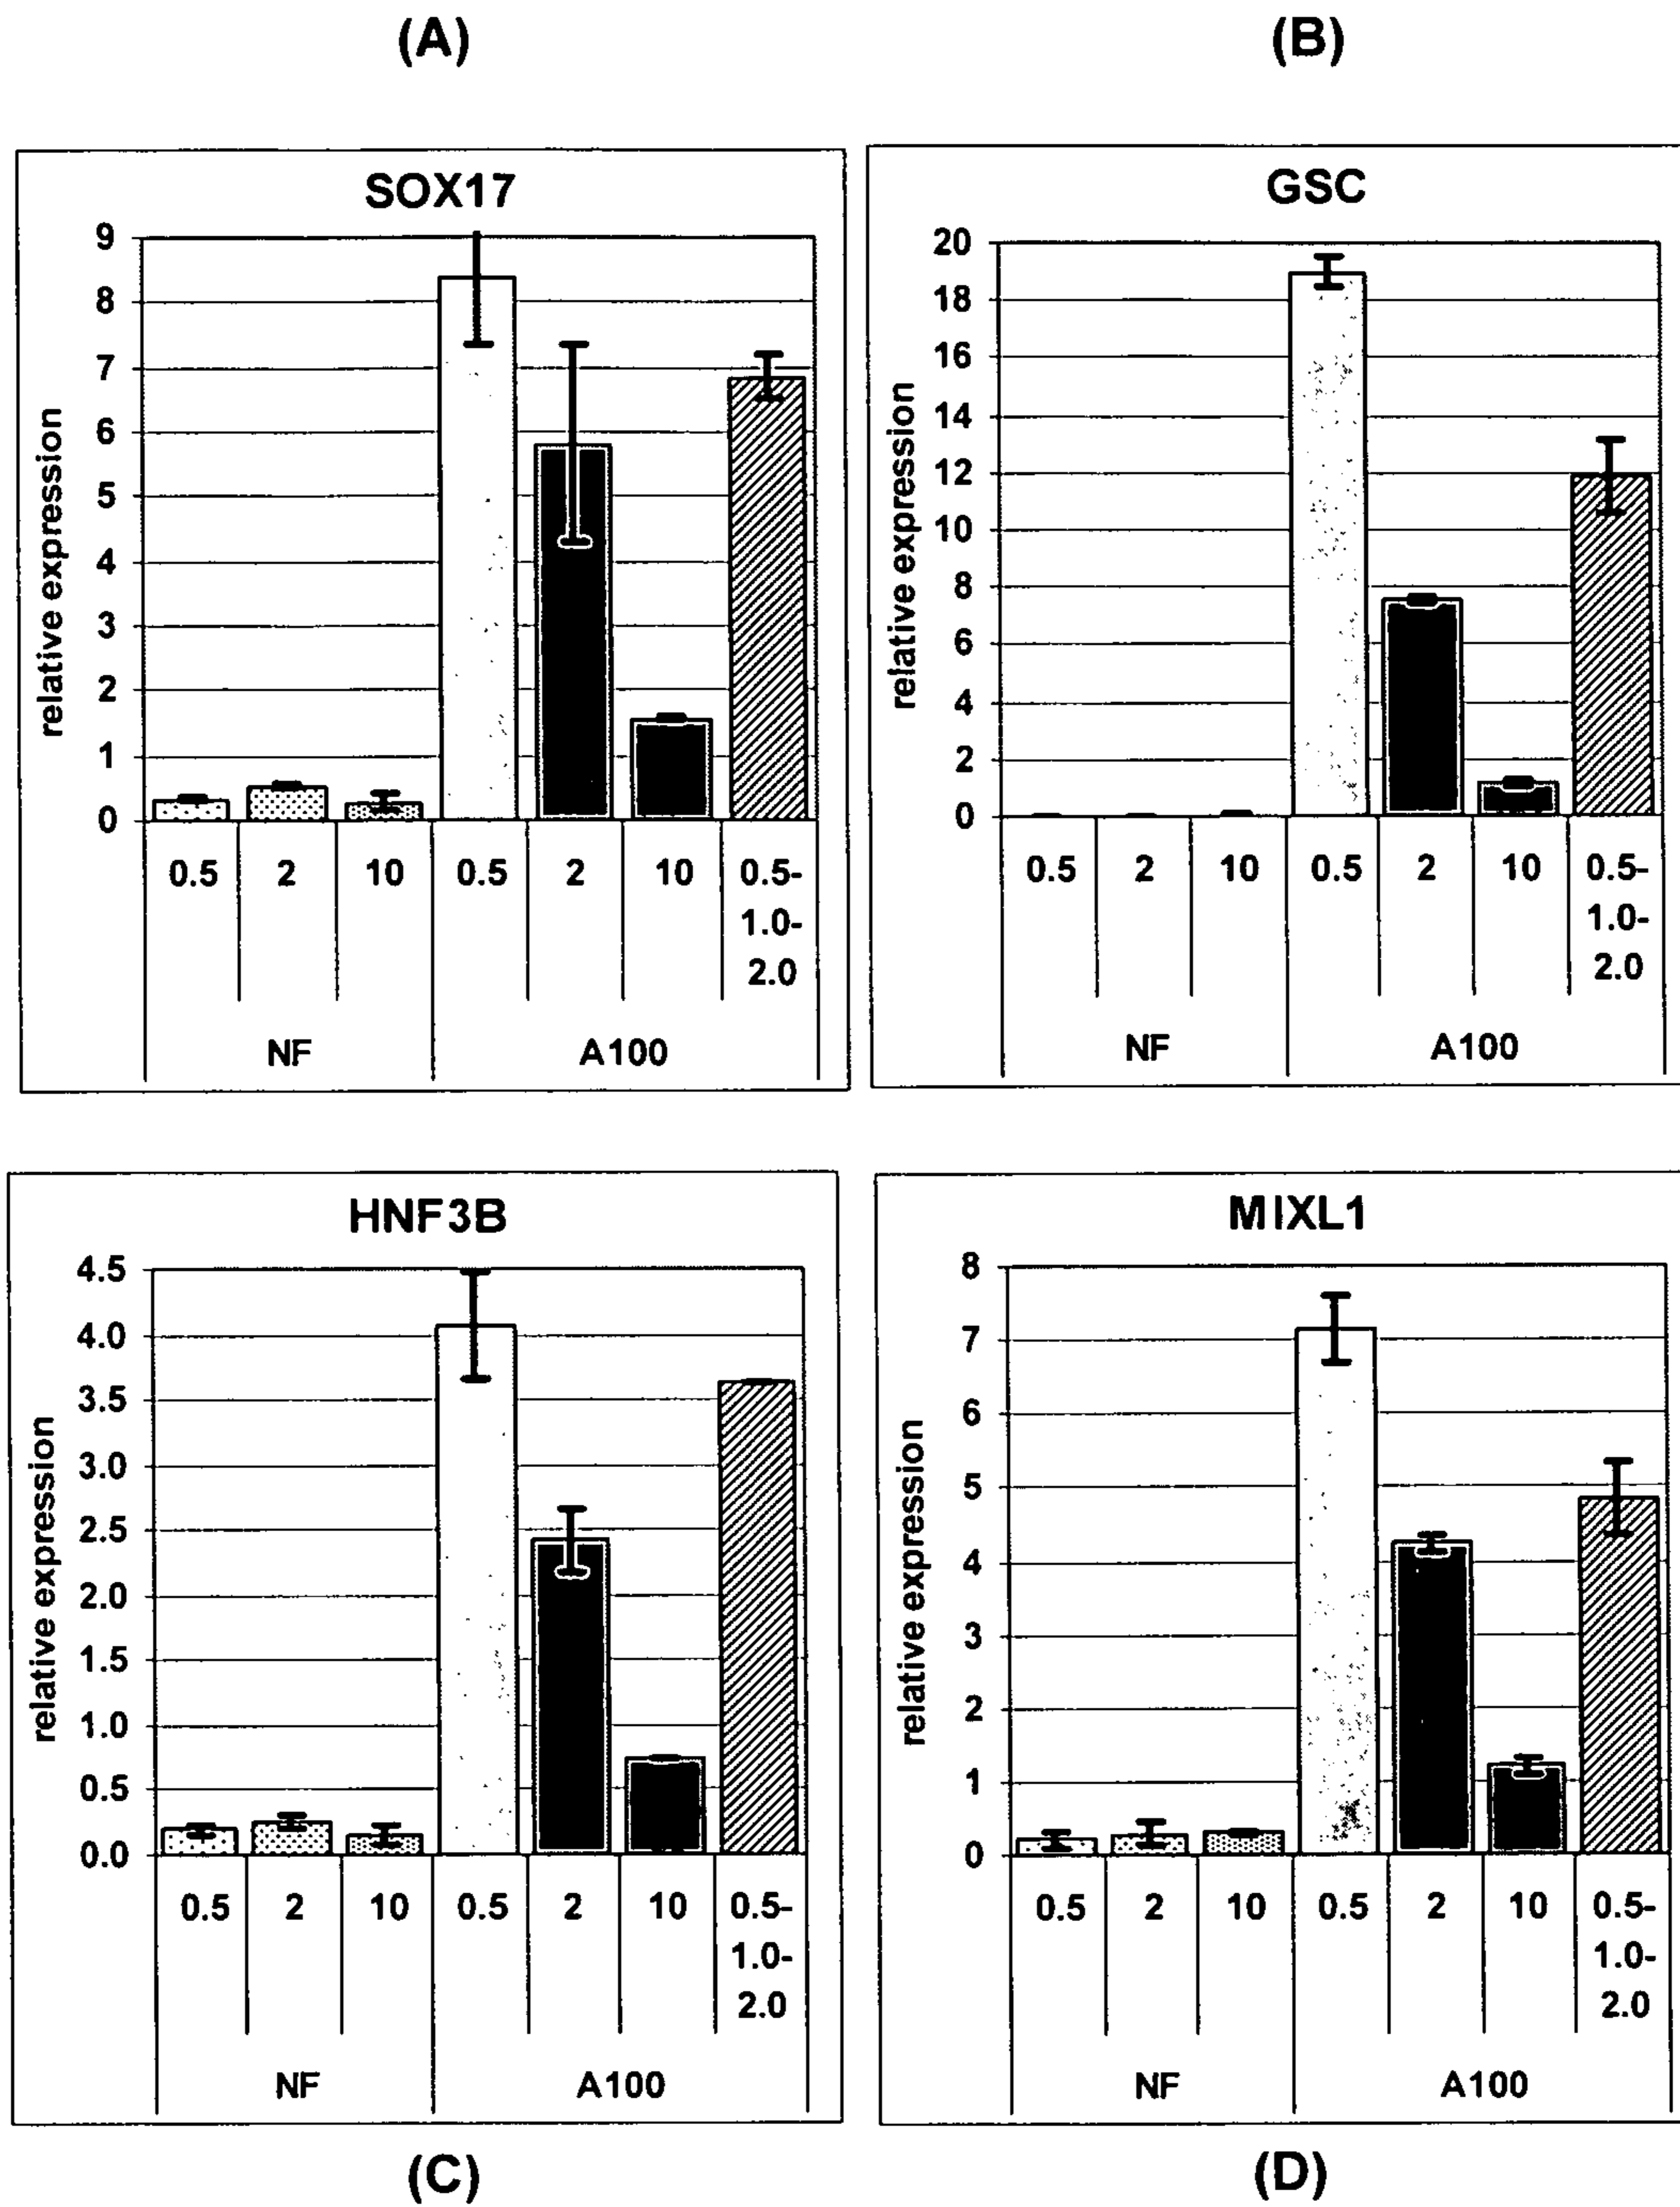 (A)
(B)
SOX17
relative expression
9
8
7
6
5
4
3
2
1
0
0.5 2 10 0.5 2 10 0.5-
1.0-
2.0
NF A100
GSC
relative expression
20
18
16
14
12
10
8
6
4
2
0
0.5 2 10 0.5 2 10 0.5-
1.0-
2.0
NF A100
HNF3B
relative expression
4.5
4.0
3.5
3.0
2.5
2.0
1.5
1.0
0.5
0.0
0.5 2 10 0.5 2 10 0.5-
1.0-
2.0
NF A100
MIXL1
relative expression
8
7
6
5
4
3
2
1
0
0.5 2 10 0.5 2 10 0.5-
1.0-
2.0
NF A100
(C)
(D)